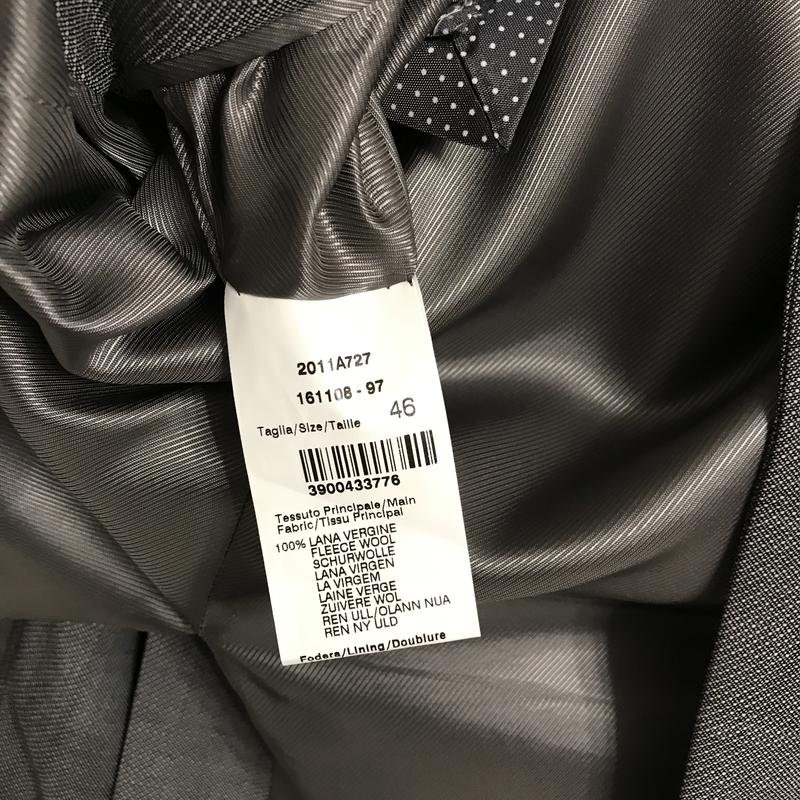 2011A727
161108 - 97
Taglia/Size/Taille 46
3900433776
Tessuto Principale/Main
Fabric/Tissu Principal
100% LANA VERGINE
FLEECE WOOL
SCHURWOLLE
LANA VIRGEN
LA VIRGEM
LAINE VERGE
ZUIVERE WOL
REN ULL/OLANN NUA
REN NY ULD
Fodera/Lining/Doublure